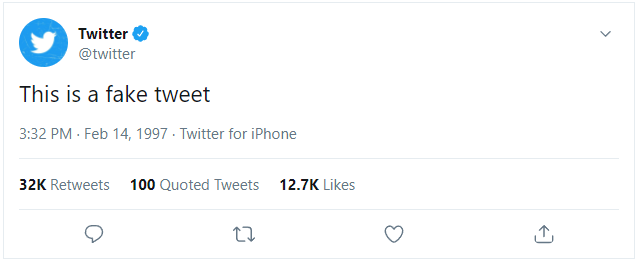 Twitter
@twitter
This is a fake tweet
3:32 PM · Feb 14, 1997 · Twitter for iPhone
32K Retweets 100 Quoted Tweets 12.7K Likes